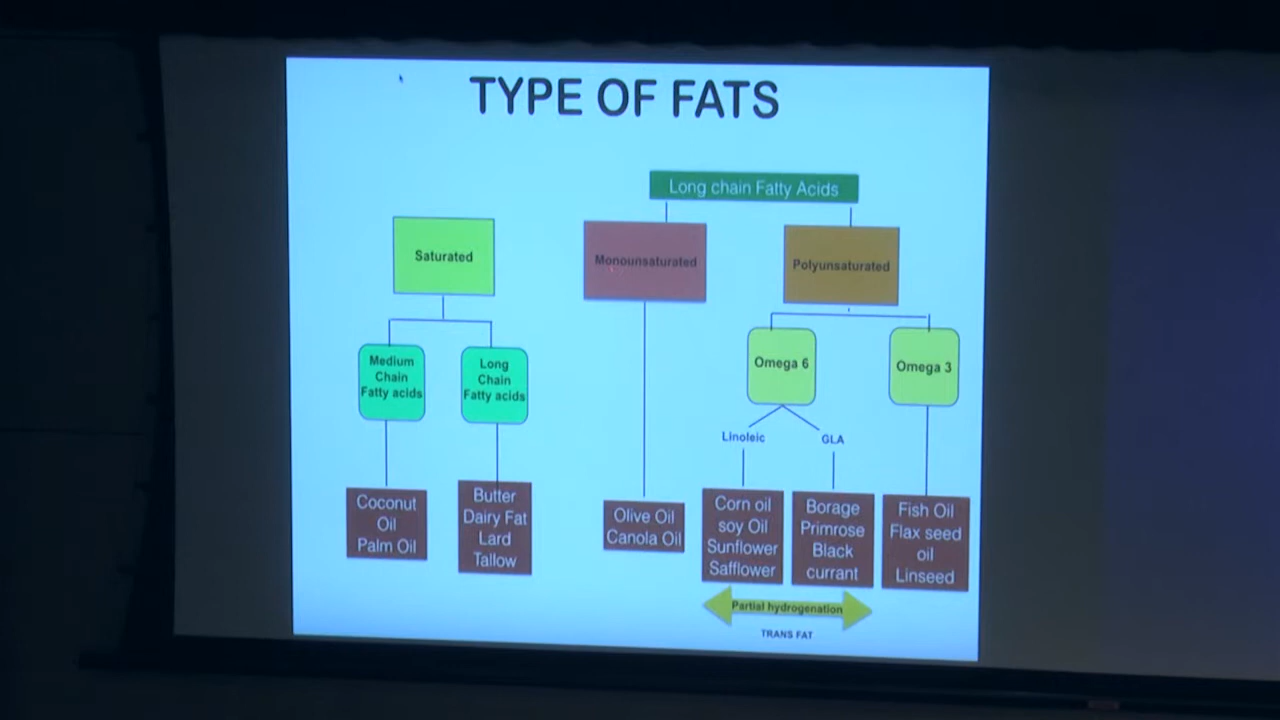 TYPE OF FATS
Long chain Fatty Acids
Saturated
Monounsaturated
Polyunsaturated
Medium
Chain
Fatty acids
Long
Chain
Fatty acids
Omega 6
Omega 3
Linoleic
GLA
Coconut
Oil
Palm Oil
Butter
Dairy Fat
Lard
Tallow
Olive Oil
Canola Oil
Corn oil
soy Oil
Sunflower
Safflower
Borage
Primrose
Black
currant
Fish Oil
Flax seed
oil
Linseed
Partial hydrogenation
TRANS FAT